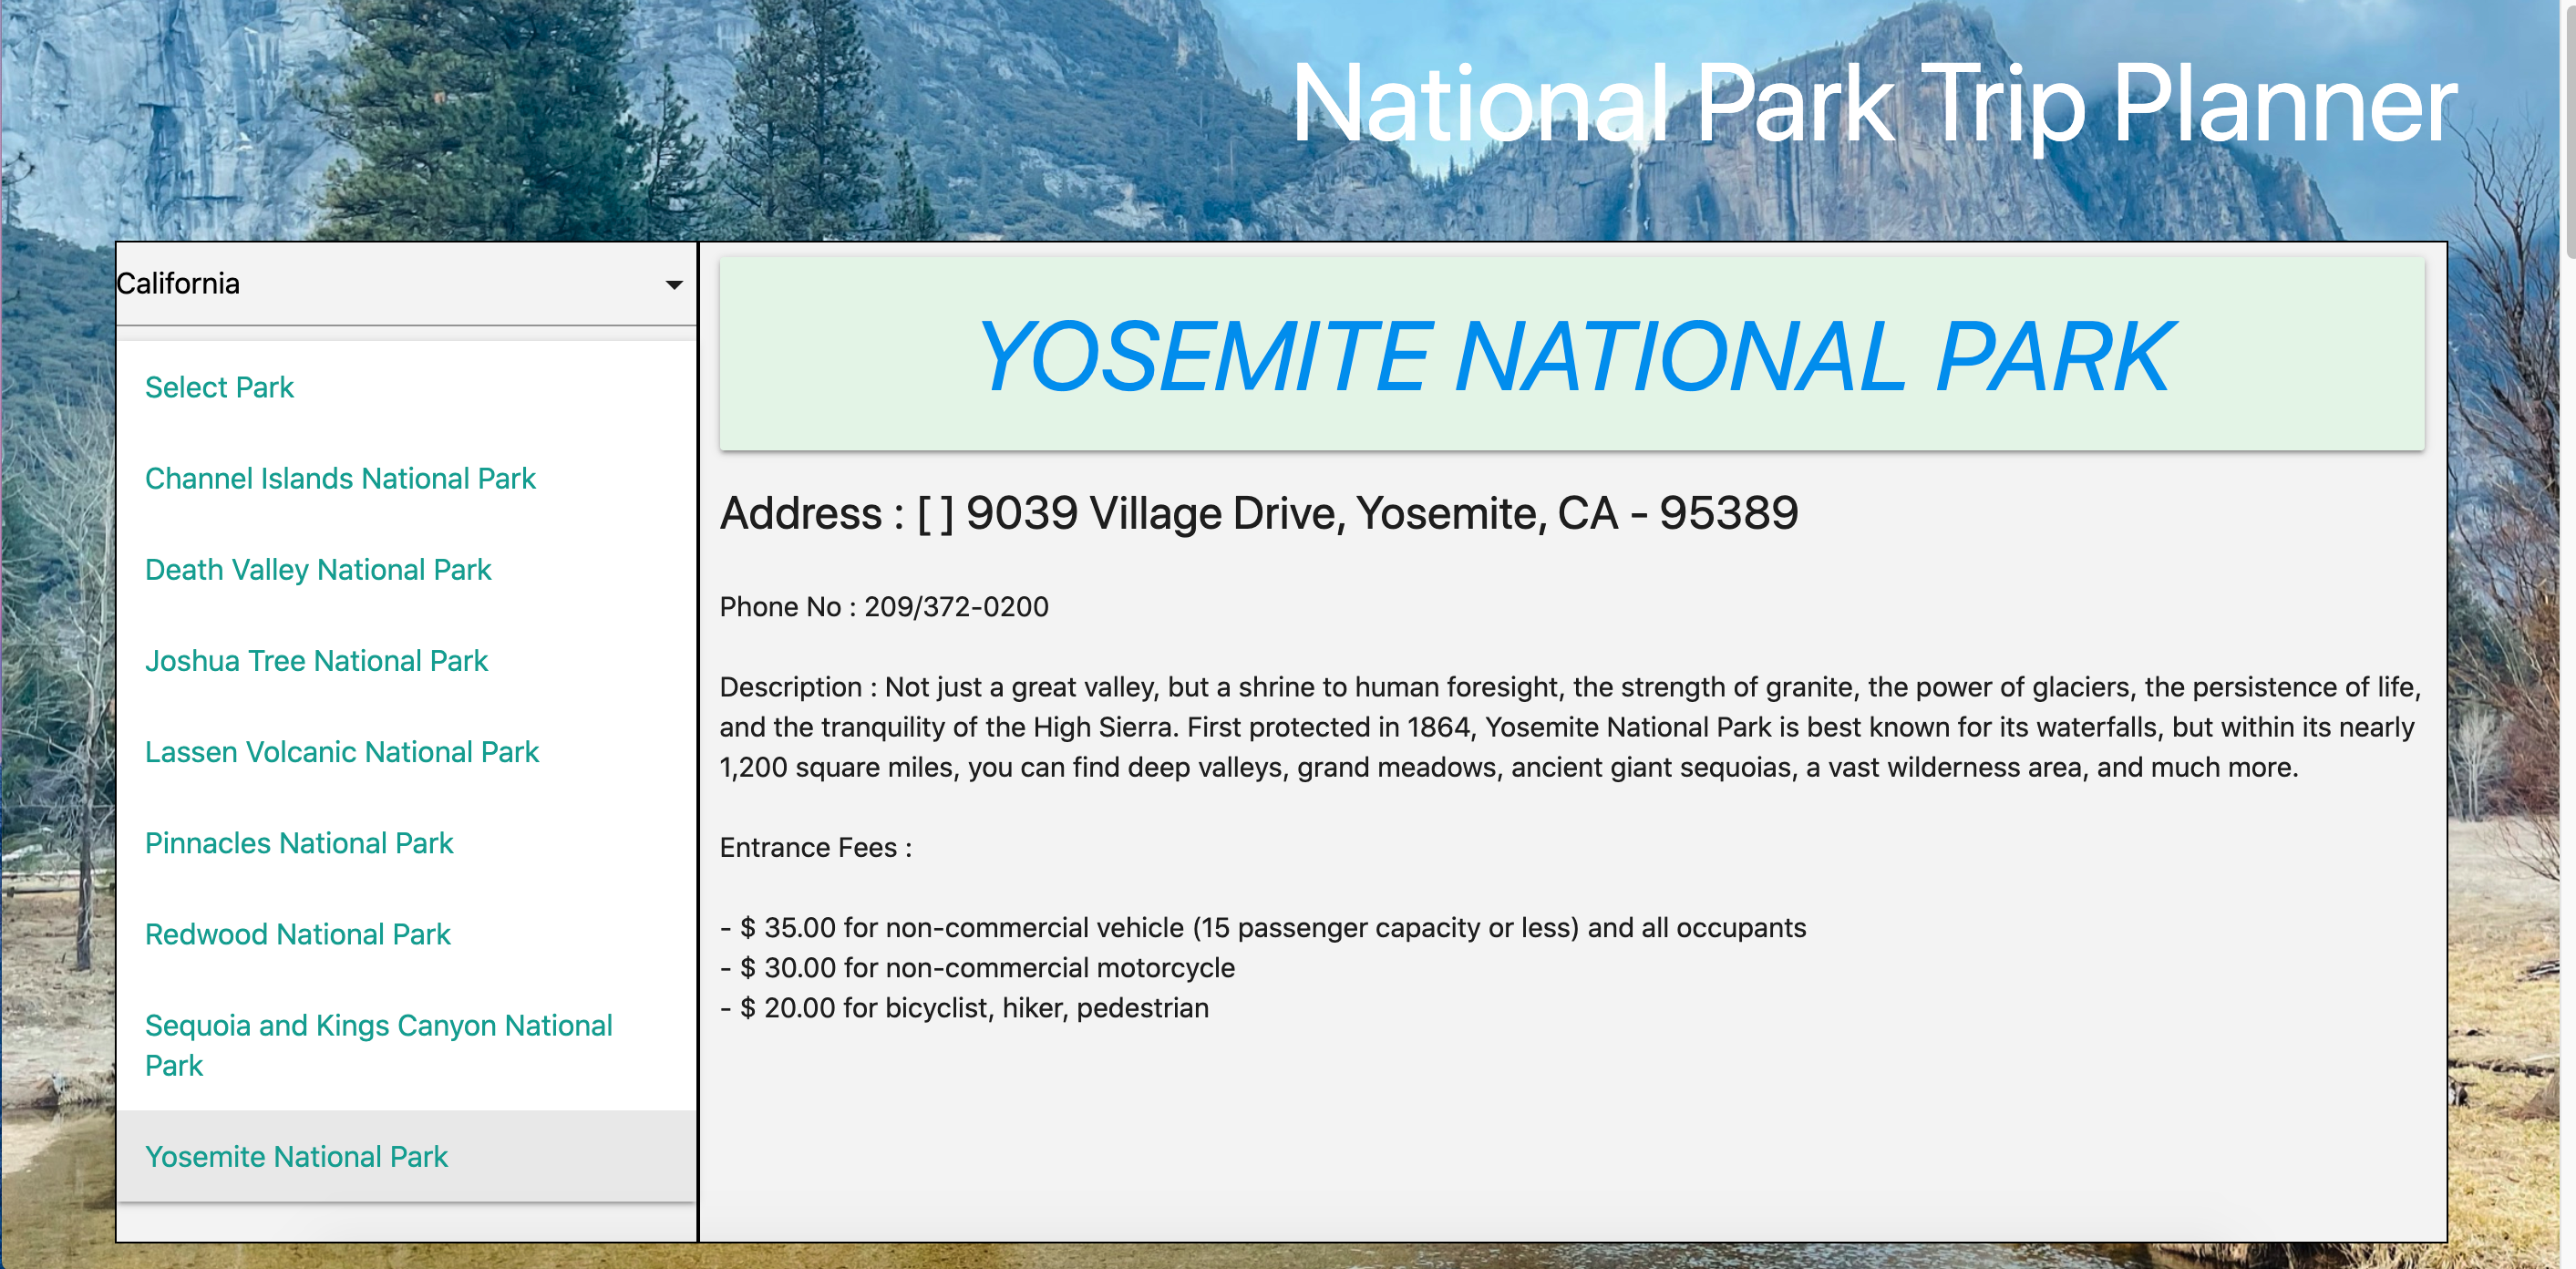 National Park Trip Planner
California
Select Park
Channel Islands National Park
Death Valley National Park
Joshua Tree National Park
Lassen Volcanic National Park
Pinnacles National Park
Redwood National Park
Sequoia and Kings Canyon National
Park
Yosemite National Park
YOSEMITE NATIONAL PARK
Address : [ ] 9039 Village Drive, Yosemite, CA - 95389
Phone No : 209/372-0200
Description : Not just a great valley, but a shrine to human foresight, the strength of granite, the power of glaciers, the persistence of life,
and the tranquility of the High Sierra. First protected in 1864, Yosemite National Park is best known for its waterfalls, but within its nearly
1,200 square miles, you can find deep valleys, grand meadows, ancient giant sequoias, a vast wilderness area, and much more.
Entrance Fees :
- $ 35.00 for non-commercial vehicle (15 passenger capacity or less) and all occupants
- $ 30.00 for non-commercial motorcycle
- $ 20.00 for bicyclist, hiker, pedestrian